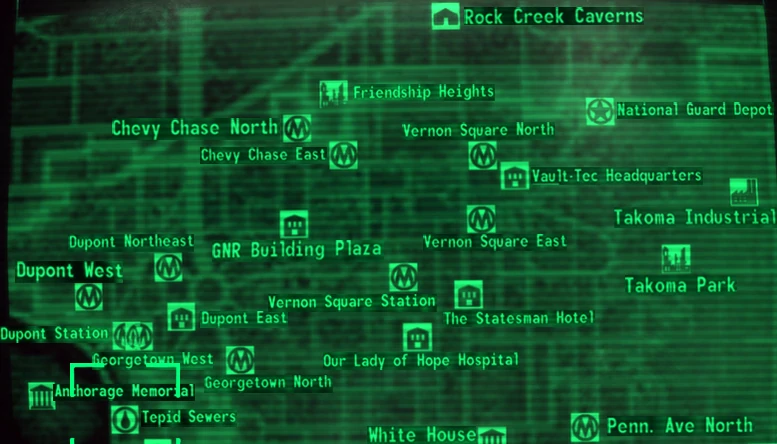 Rock Creek Caverns
Friendship Heights
National Guard Depot
Chevy Chase North
Vernon Square North
Chevy Chase East
Vault-Tec Headquarters
Takoma Industrial
Dupont Northeast
Vernon Square East
GNR Building Plaza
Dupont West
Takoma Park
Vernon Square Station
Dupont East
The Statesman Hotel
Dupont Station
Georgetown West
Our Lady of Hope Hospital
Georgetown North
Anchorage Memorial
Tepid Sewers
White House
Penn. Ave North